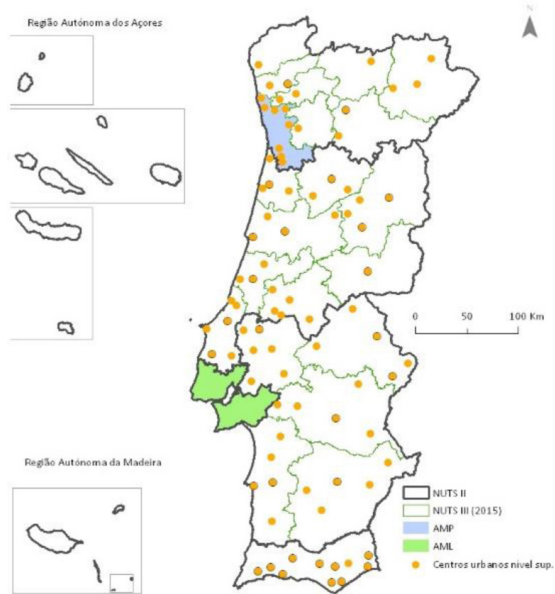 Região Autónoma dos Açores
N
0 50 100 Km
Região Autónoma da Madeira
NUTS II
NUTS III (2015)
AMP
AML
Centros urbanos nivel sup.